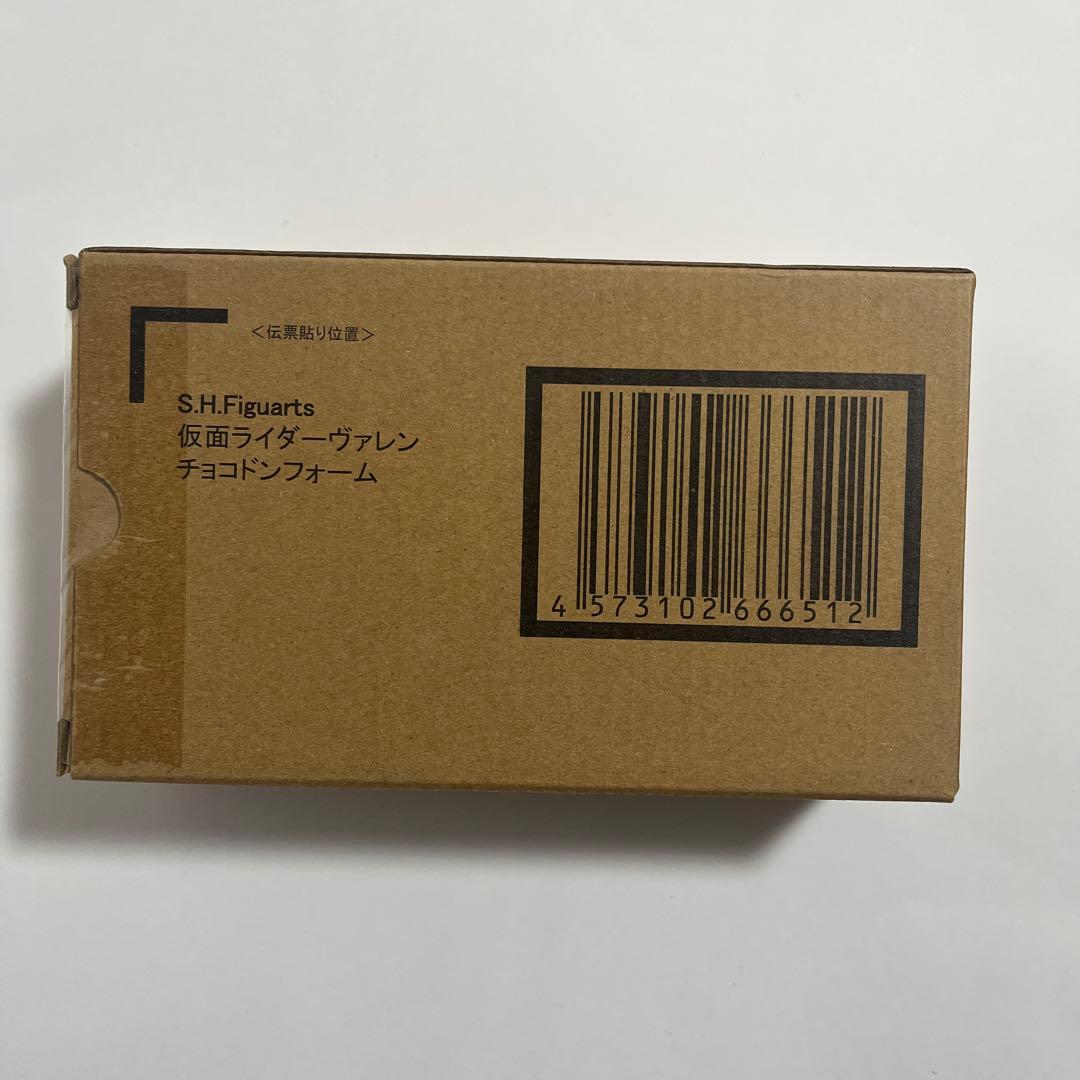 <伝票貼り位置>
S.H.Figuarts
仮面ライダーヴァレン
チョコドンフォーム
4 573102 666512